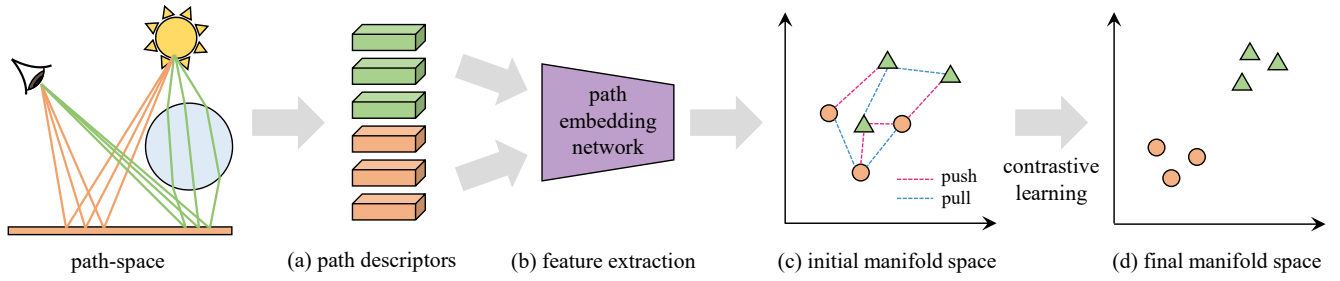 path
embedding
network
push
pull
contrastive
learning
path-space
(a) path descriptors
(b) feature extraction
(c) initial manifold space
(d) final manifold space